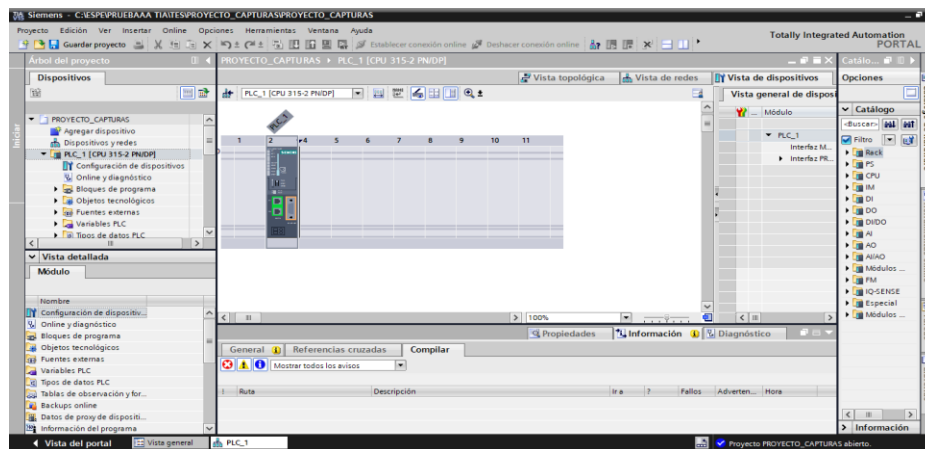 Siemens - C:\ESPE\PRUEBAAA TIA\TES\PROYECTO_CAPTURAS\PROYECTO_CAPTURAS
Proyecto Edición Ver Insertar Online Opciones Herramientas Ventana Ayuda
Totally Integrated Automation
PORTAL
Guardar proyecto
Establecer conexión online
Deshacer conexión online
Árbol del proyecto
PROYECTO_CAPTURAS PLC_1 [CPU 315-2 PN/DP]
Catálo...
Dispositivos
Vista topológica
Vista de redes
Vista de dispositivos
Opciones
PLC_1 [CPU 315-2 PN/DP]
Vista general de disposi
PROYECTO_CAPTURAS
Agregar dispositivo
Dispositivos y redes
PLC_1 [CPU 315-2 PN/DP]
Configuración de dispositivos
Online y diagnóstico
Bloques de programa
Objetos tecnológicos
Fuentes externas
Variables PLC
Tipos de datos PLC
Iniciar
PLC_1
1 2 4 5 6 7 8 9 10 11
100%
... Módulo
PLC_1
Interfaz M...
Interfaz PR...
Catálogo
<Buscar>
Filtro
Rack
PS
CPU
IM
DI
DO
DI/DO
AI
AO
AI/AO
Módulos ...
FM
IQ-SENSE
Especial
Módulos ...
Información
Vista detallada
Módulo
Nombre
Configuración de dispositiv...
Online y diagnóstico
Bloques de programa
Objetos tecnológicos
Fuentes externas
Variables PLC
Tipos de datos PLC
Tablas de observación y for...
Backups online
Datos de proxy de dispositi...
Información del programa
Propiedades
Información
Diagnóstico
General
Referencias cruzadas
Compilar
Mostrar todos los avisos
! Ruta Descripción Ir a ? Fallos Adverten... Hora
Vista del portal
Vista general
PLC_1
Proyecto PROYECTO_CAPTURAS abierto.